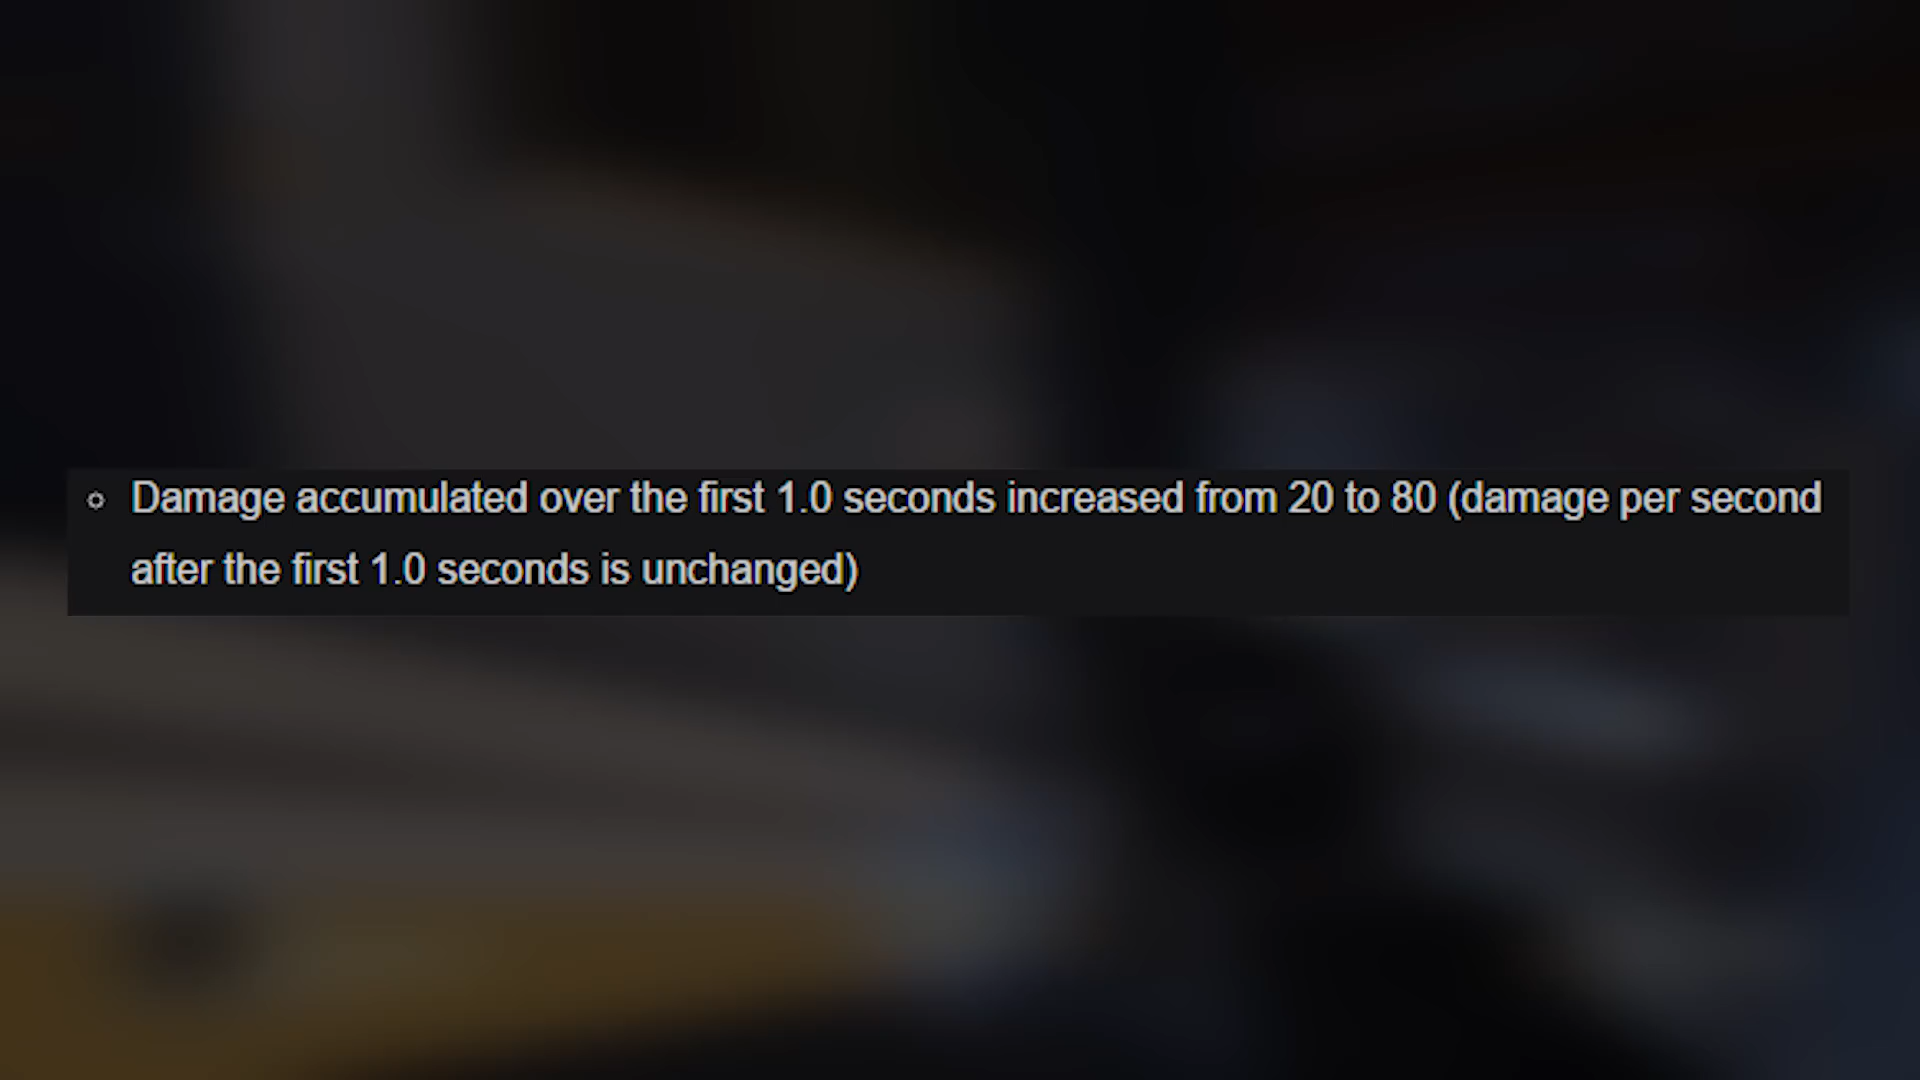 Damage accumulated over the first 1.0 seconds increased from 20 to 80 (damage per second
after the first 1.0 seconds is unchanged)